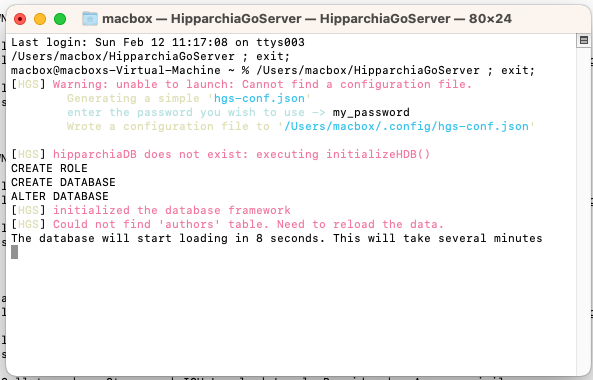 macbox — HipparchiaGoServer — HipparchiaGoServer — 80×24
Last login: Sun Feb 12 11:17:08 on ttys003
/Users/macbox/HipparchiaGoServer ; exit;
macbox@macboxs-Virtual-Machine ~ % /Users/macbox/HipparchiaGoServer ; exit;
[HGS] Warning: unable to launch: Cannot find a configuration file.
Generating a simple 'hgs-conf.json'
enter the password you wish to use -> my_password
Wrote a configuration file to '/Users/macbox/.config/hgs-conf.json'
[HGS] hipparchiaDB does not exist: executing initializeHDB()
CREATE ROLE
CREATE DATABASE
ALTER DATABASE
[HGS] initialized the database framework
[HGS] Could not find 'authors' table. Need to reload the data.
The database will start loading in 8 seconds. This will take several minutes